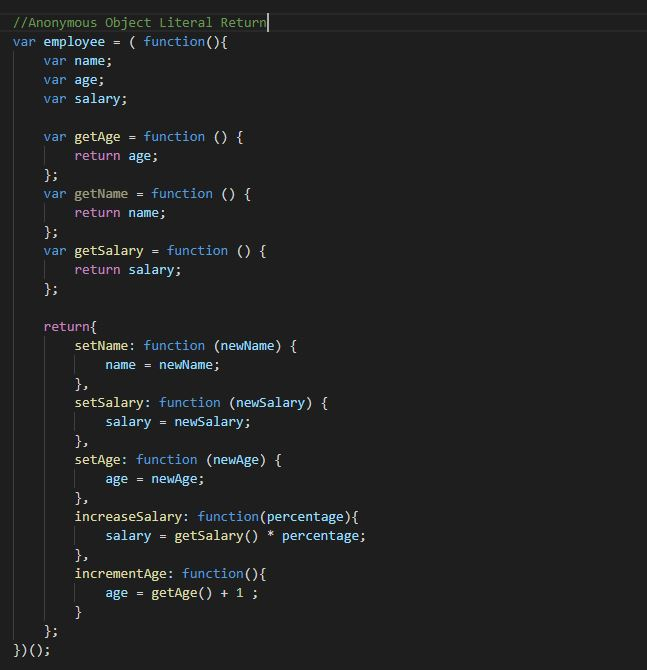 //Anonymous Object Literal Return
var employee = ( function(){
    var name;
    var age;
    var salary;

    var getAge = function () {
        return age;
    };
    var getName = function () {
        return name;
    };
    var getSalary = function () {
        return salary;
    };

    return{
        setName: function (newName) {
            name = newName;
        },
        setSalary: function (newSalary) {
            salary = newSalary;
        },
        setAge: function (newAge) {
            age = newAge;
        },
        increaseSalary: function(percentage){
            salary = getSalary() * percentage;
        },
        incrementAge: function(){
            age = getAge() + 1 ;
        }
    };
})();